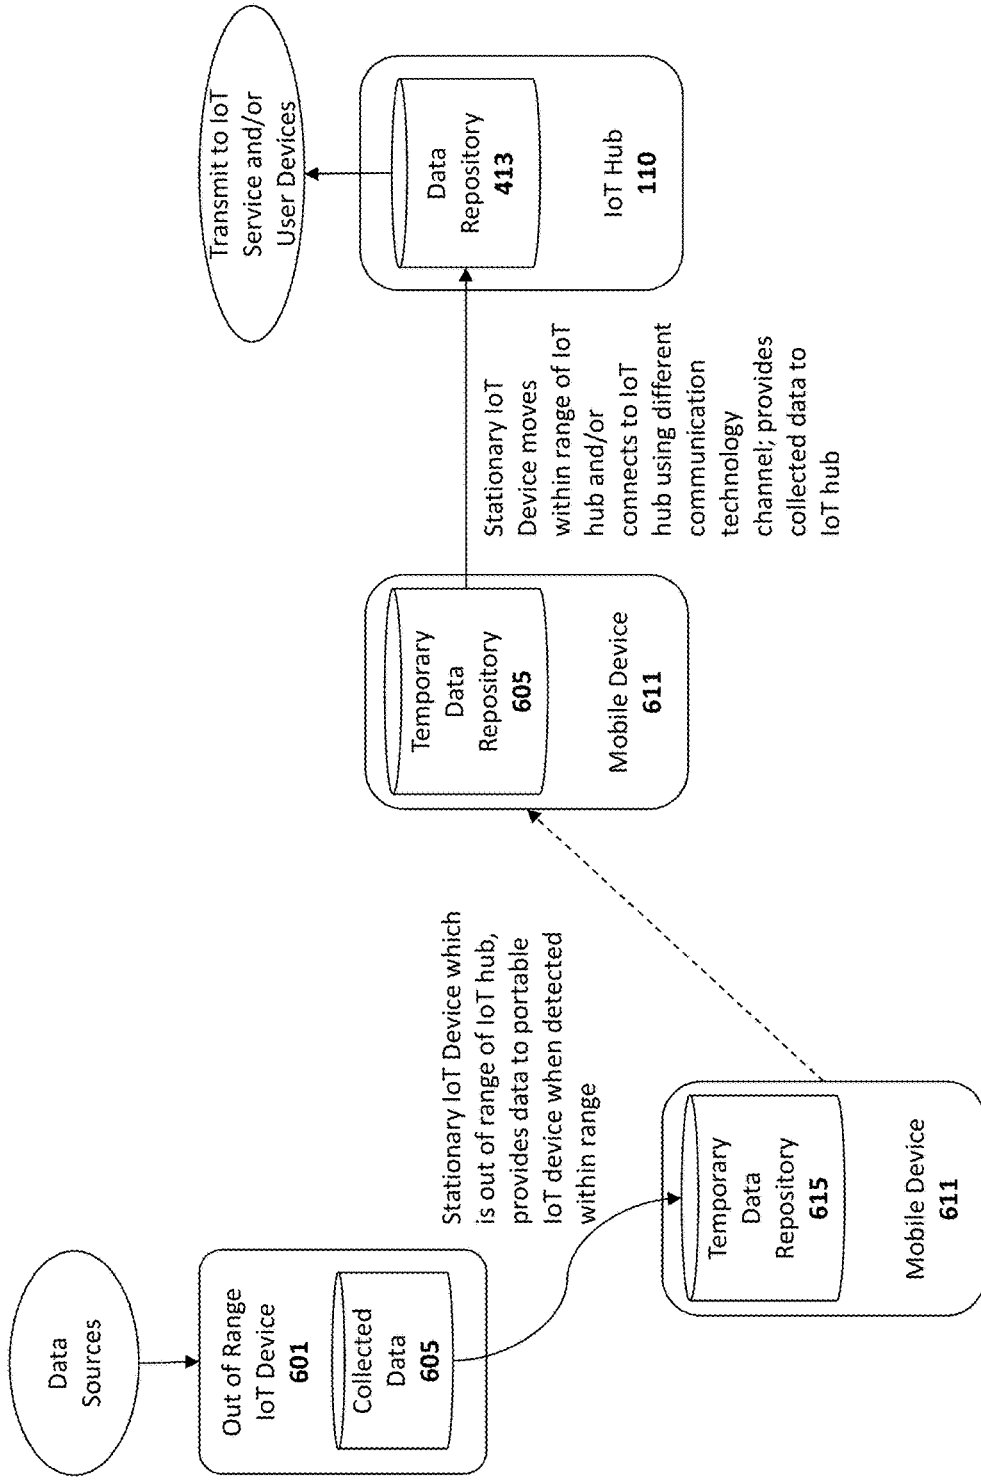 Data
Sources
Out of Range
IoT Device
601
Collected
Data
605
Stationary IoT Device which
is out of range of IoT hub,
provides data to portable
IoT device when detected
within range
Temporary
Data
Repository
615
Mobile Device
611
Temporary
Data
Repository
605
Mobile Device
611
Stationary IoT
Device moves
within range of IoT
hub and/or
connects to IoT
hub using different
communication
technology
channel; provides
collected data to
IoT hub
Transmit to IoT
Service and/or
User Devices
Data
Repository
413
IoT Hub
110